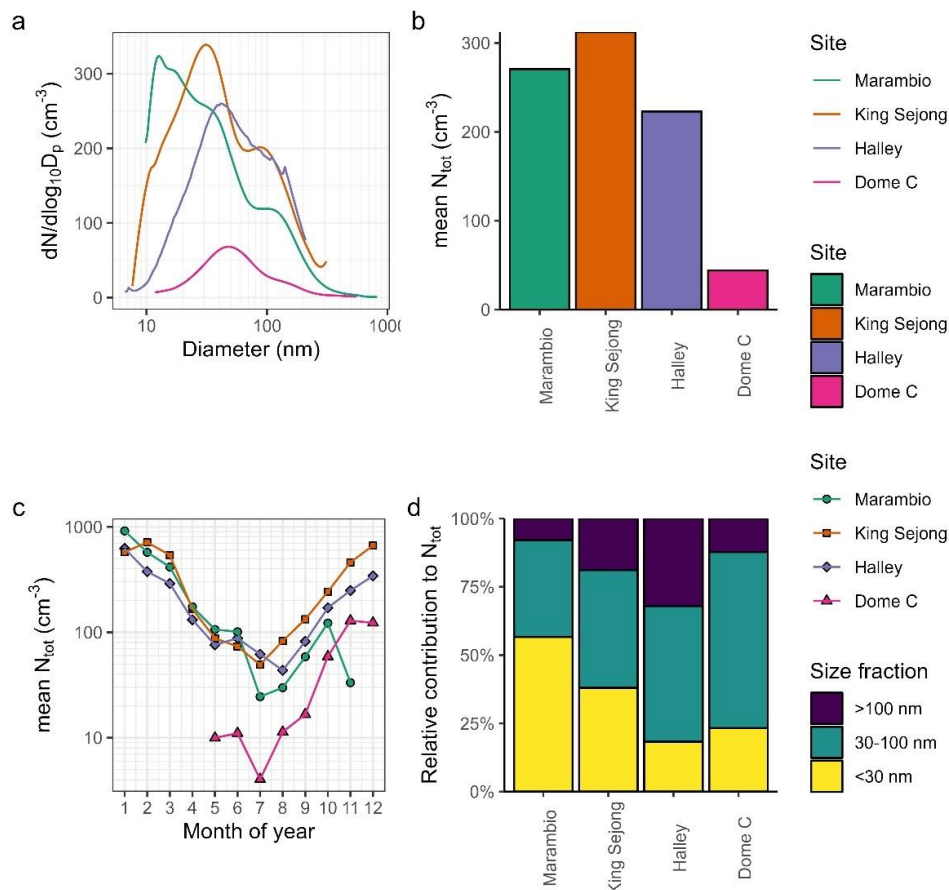 a
dN/dlog₁₀Dₚ (cm⁻³)
300
200
100
0
10
100
1000
Diameter (nm)
b
mean Nₜₒₜ (cm⁻³)
300
200
100
0
Marambio
King Sejong
Halley
Dome C
Site
Marambio
King Sejong
Halley
Dome C
Site
Marambio
King Sejong
Halley
Dome C
c
mean Nₜₒₜ (cm⁻³)
1000
100
10
1 2 3 4 5 6 7 8 9 10 11 12
Month of year
d
Relative contribution to Nₜₒₜ
100%
75%
50%
25%
0%
Marambio
King Sejong
Halley
Dome C
Site
Marambio
King Sejong
Halley
Dome C
Size fraction
>100 nm
30-100 nm
<30 nm